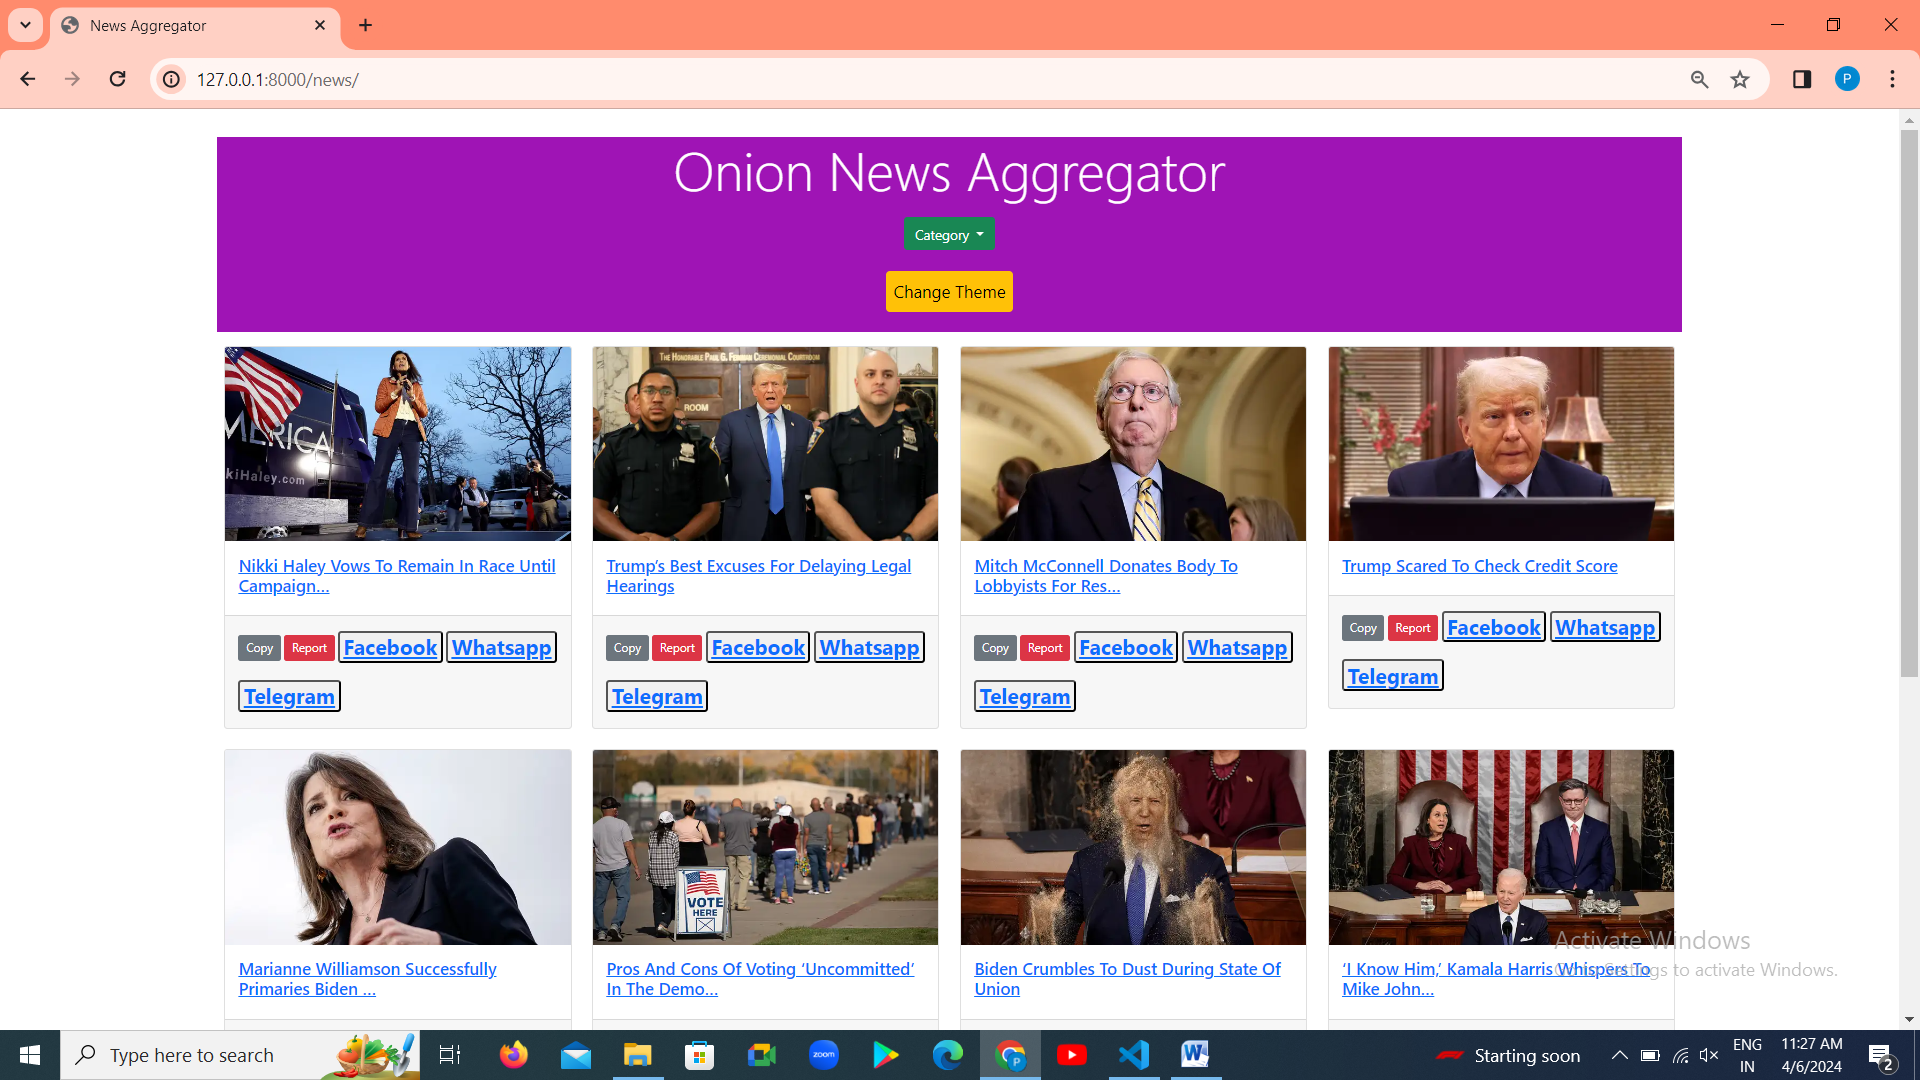 News Aggregator
127.0.0.1:8000/news/
P
Onion News Aggregator
Category
Change Theme
MERICA
kiHaley.com
THE HONORABLE PAUL G. FEINMAN CEREMONIAL COURTROOM
ROOM
Nikki Haley Vows To Remain In Race Until
Campaign...
Copy Report Facebook Whatsapp
Telegram
Trump's Best Excuses For Delaying Legal
Hearings
Copy Report Facebook Whatsapp
Telegram
Mitch McConnell Donates Body To
Lobbyists For Res...
Copy Report Facebook Whatsapp
Telegram
Trump Scared To Check Credit Score
Copy Report Facebook Whatsapp
Telegram
VOTE
HERE
Marianne Williamson Successfully
Primaries Biden ...
Pros And Cons Of Voting ‘Uncommitted’
In The Demo...
Biden Crumbles To Dust During State Of
Union
‘I Know Him,’ Kamala Harris Whispers To
Mike John...
Activate Windows
Go to Settings to activate Windows.
Type here to search
zoom
P
W
Starting soon
ENG
IN
11:27 AM
4/6/2024
2